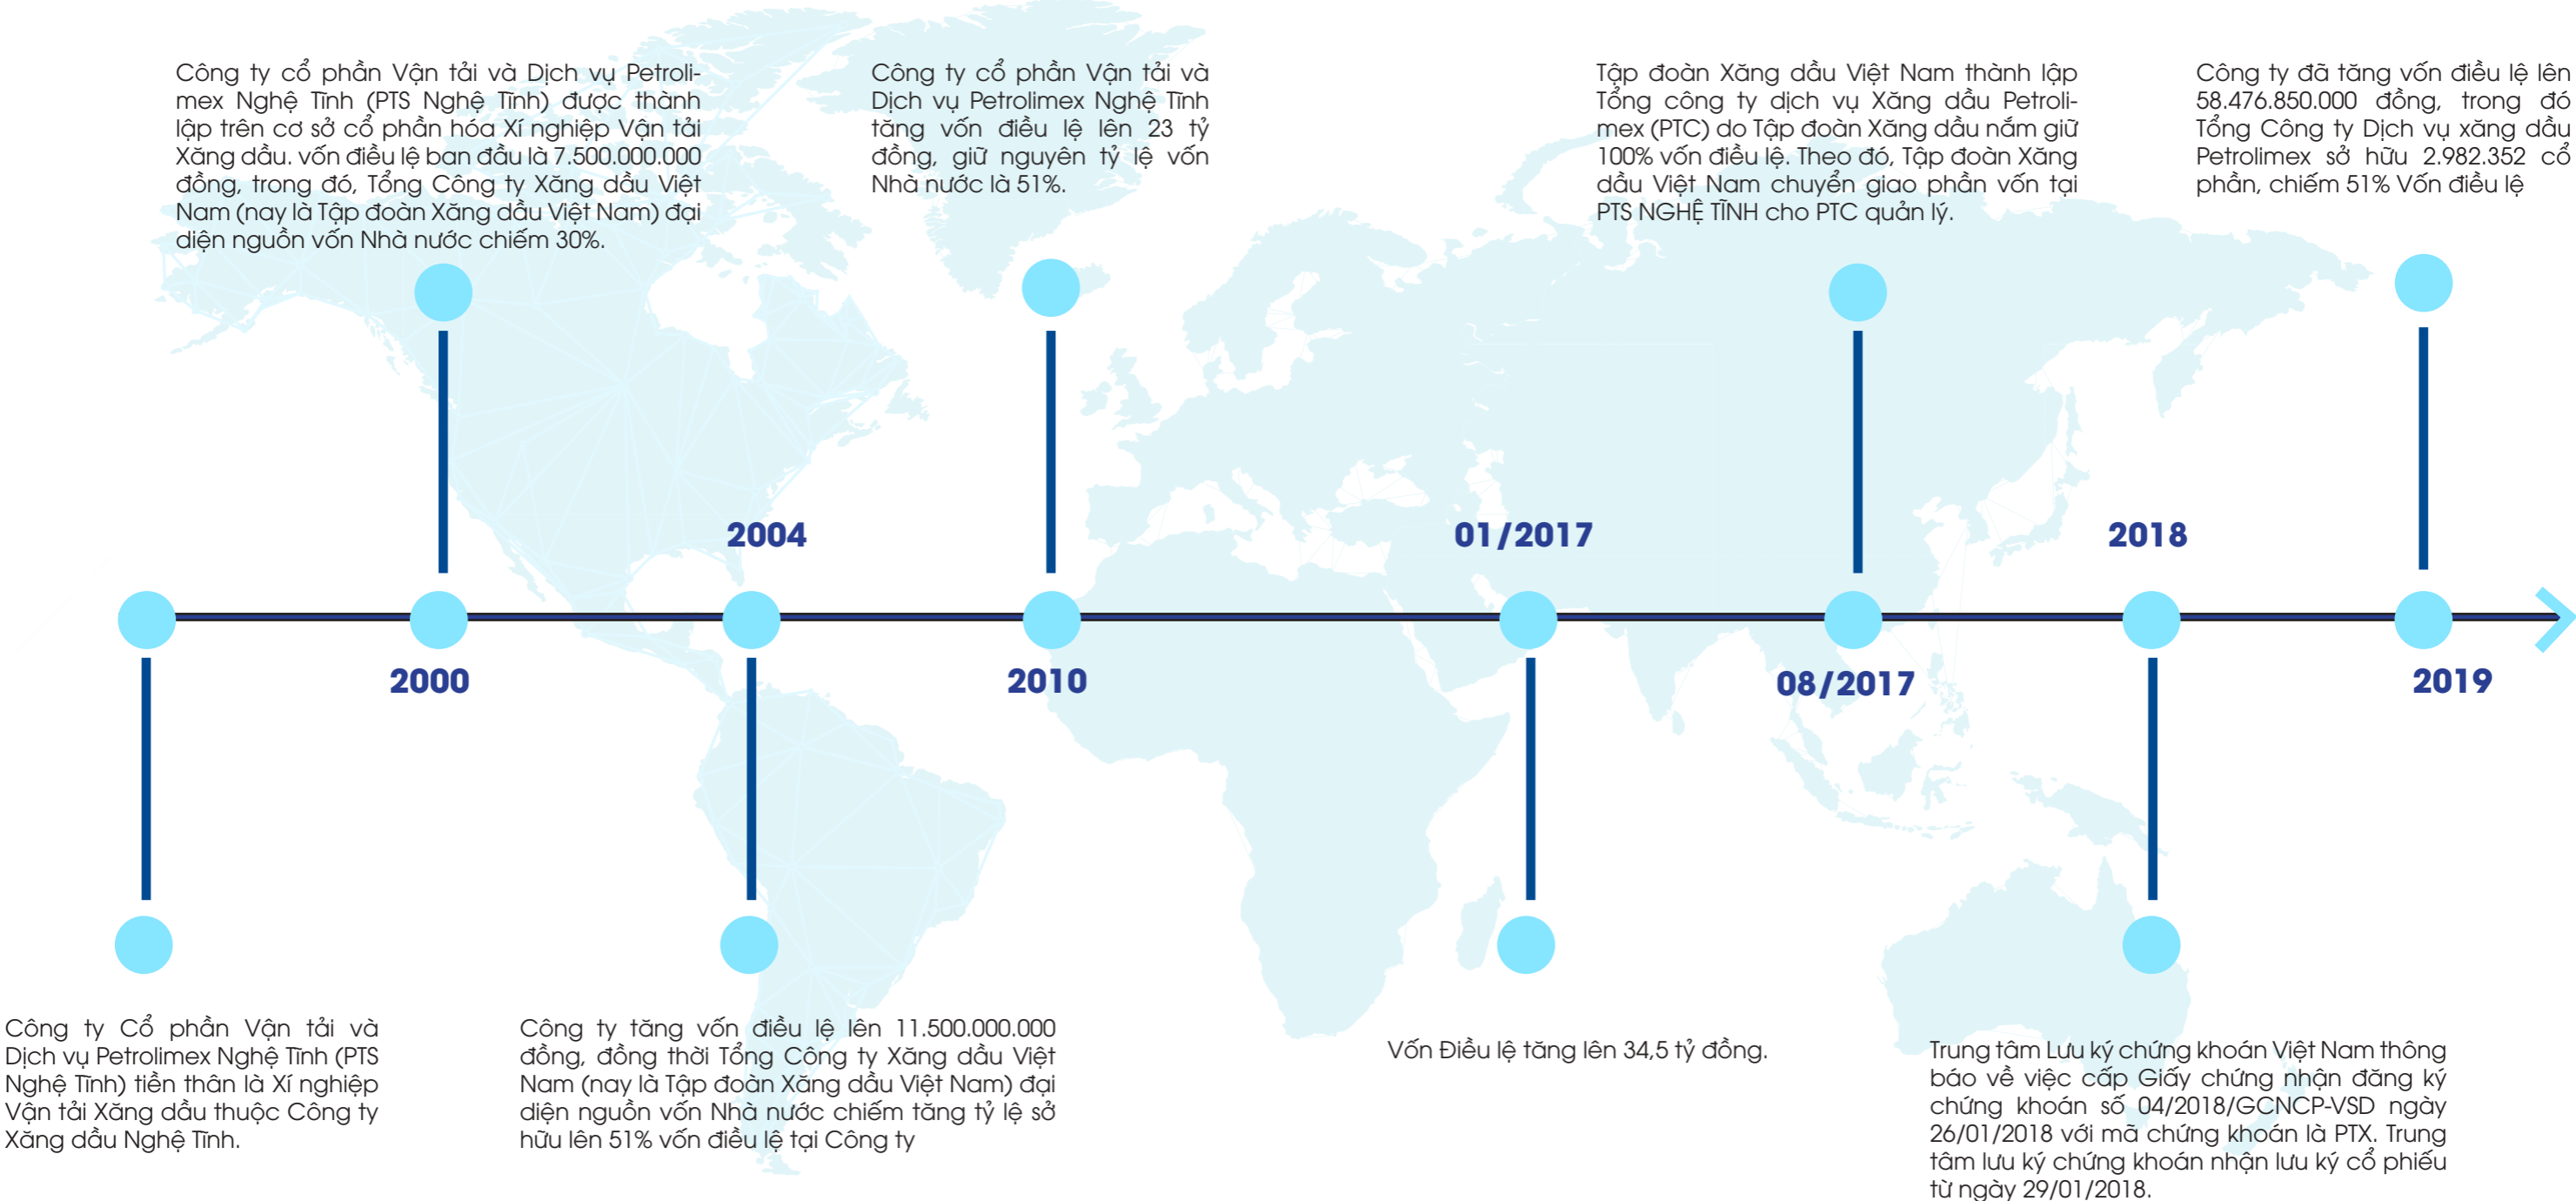 Công ty cổ phần Vận tải và Dịch vụ Petroli-
mex Nghệ Tĩnh (PTS Nghệ Tĩnh) được thành
lập trên cơ sở cổ phần hóa Xí nghiệp Vận tải
Xăng dầu. vốn điều lệ ban đầu là 7.500.000.000
đồng, trong đó, Tổng Công ty Xăng dầu Việt
Nam (nay là Tập đoàn Xăng dầu Việt Nam) đại
diện nguồn vốn Nhà nước chiếm 30%.
Công ty cổ phần Vận tải và
Dịch vụ Petrolimex Nghệ Tĩnh
tăng vốn điều lệ lên 23 tỷ
đồng, giữ nguyên tỷ lệ vốn
Nhà nước là 51%.
Tập đoàn Xăng dầu Việt Nam thành lập
Tổng công ty dịch vụ Xăng dầu Petroli-
mex (PTC) do Tập đoàn Xăng dầu nắm giữ
100% vốn điều lệ. Theo đó, Tập đoàn Xăng
dầu Việt Nam chuyển giao phần vốn tại
PTS NGHỆ TĨNH cho PTC quản lý.
Công ty đã tăng vốn điều lệ lên
58.476.850.000 đồng, trong đó
Tổng Công ty Dịch vụ xăng dầu
Petrolimex sở hữu 2.982.352 cổ
phần, chiếm 51% Vốn điều lệ
2004
01/2017
2018
2000
2010
08/2017
2019
Công ty Cổ phần Vận tải và
Dịch vụ Petrolimex Nghệ Tĩnh (PTS
Nghệ Tĩnh) tiền thân là Xí nghiệp
Vận tải Xăng dầu thuộc Công ty
Xăng dầu Nghệ Tĩnh.
Công ty tăng vốn điều lệ lên 11.500.000.000
đồng, đồng thời Tổng Công ty Xăng dầu Việt
Nam (nay là Tập đoàn Xăng dầu Việt Nam) đại
diện nguồn vốn Nhà nước chiếm tăng tỷ lệ sở
hữu lên 51% vốn điều lệ tại Công ty
Vốn Điều lệ tăng lên 34,5 tỷ đồng.
Trung tâm Lưu ký chứng khoán Việt Nam thông
báo về việc cấp Giấy chứng nhận đăng ký
chứng khoán số 04/2018/GCNCP-VSD ngày
26/01/2018 với mã chứng khoán là PTX. Trung
tâm lưu ký chứng khoán nhận lưu ký cổ phiếu
từ ngày 29/01/2018.